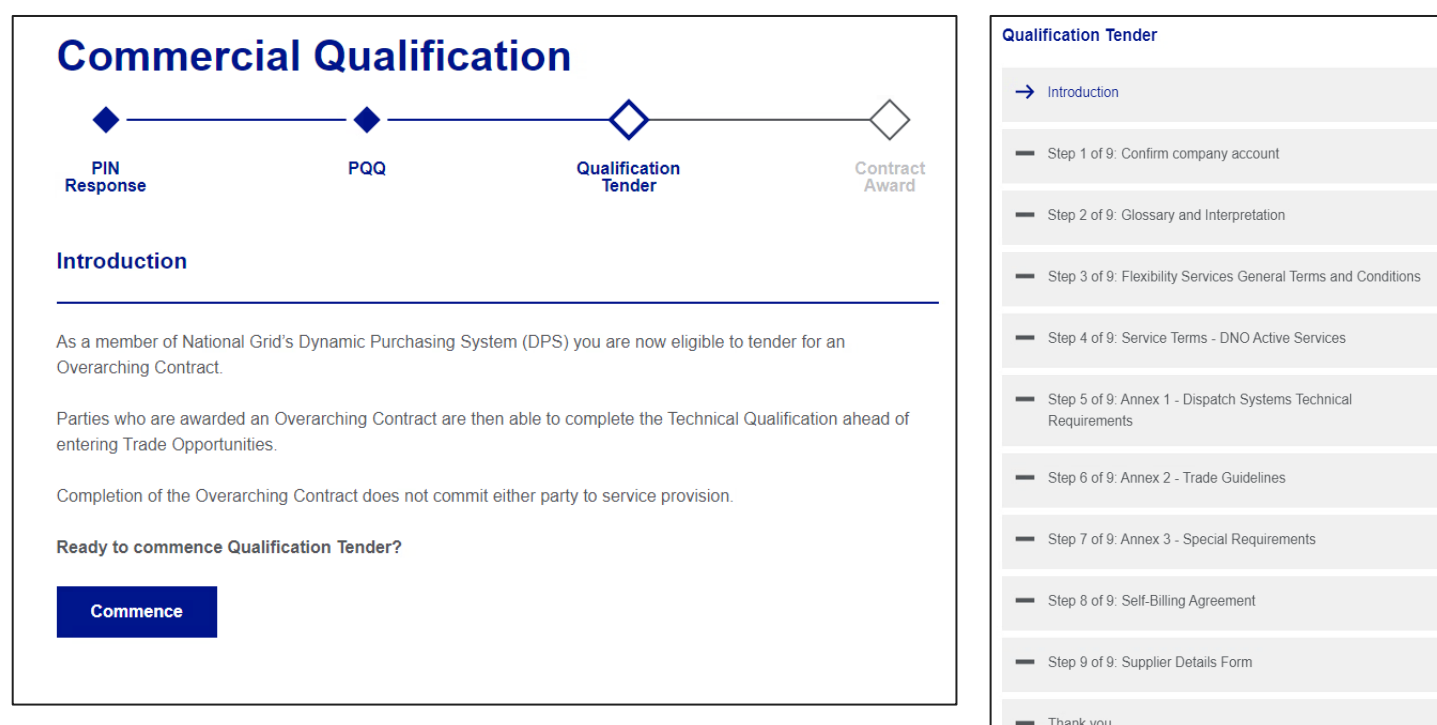 Commercial Qualification
PIN
Response
PQQ
Qualification
Tender
Contract
Award
Introduction
As a member of National Grid's Dynamic Purchasing System (DPS) you are now eligible to tender for an
Overarching Contract.
Parties who are awarded an Overarching Contract are then able to complete the Technical Qualification ahead of
entering Trade Opportunities.
Completion of the Overarching Contract does not commit either party to service provision.
Ready to commence Qualification Tender?
Commence
Qualification Tender
Introduction
Step 1 of 9: Confirm company account
Step 2 of 9: Glossary and Interpretation
Step 3 of 9: Flexibility Services General Terms and Conditions
Step 4 of 9: Service Terms - DNO Active Services
Step 5 of 9: Annex 1 - Dispatch Systems Technical
Requirements
Step 6 of 9: Annex 2 - Trade Guidelines
Step 7 of 9: Annex 3 - Special Requirements
Step 8 of 9: Self-Billing Agreement
Step 9 of 9: Supplier Details Form
Thank you